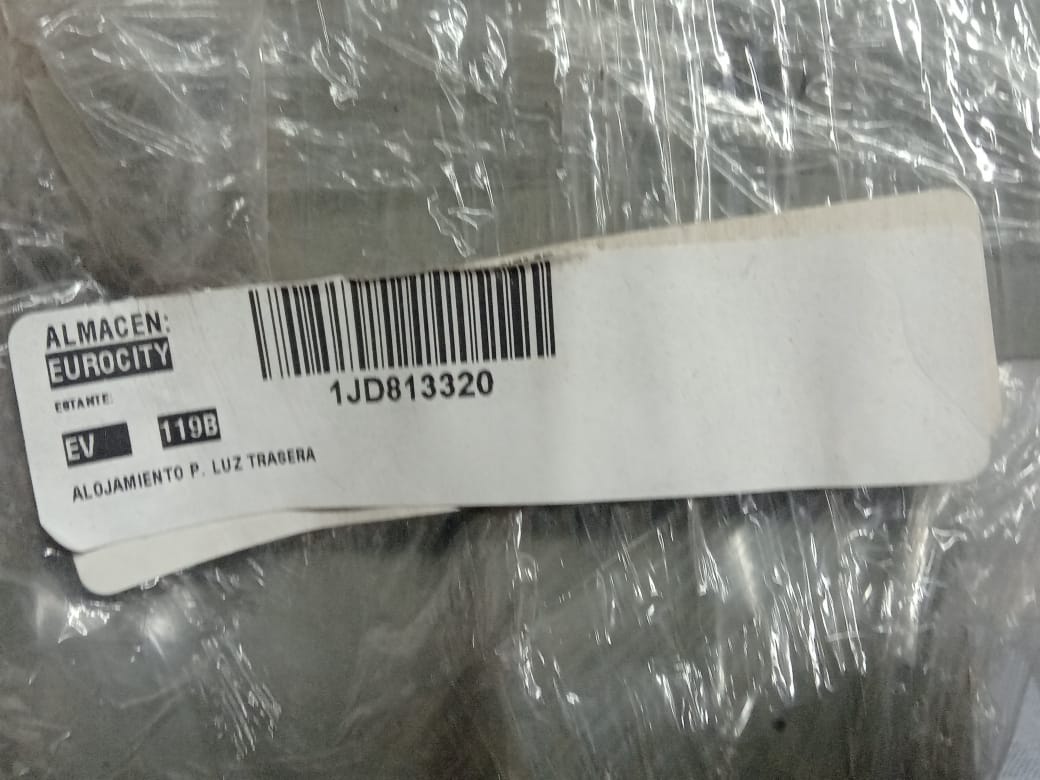 ALMACEN:
EUROCITY
ESTANTE:
EV 119B
ALOJAMIENTO P. LUZ TRASERA
1JD813320